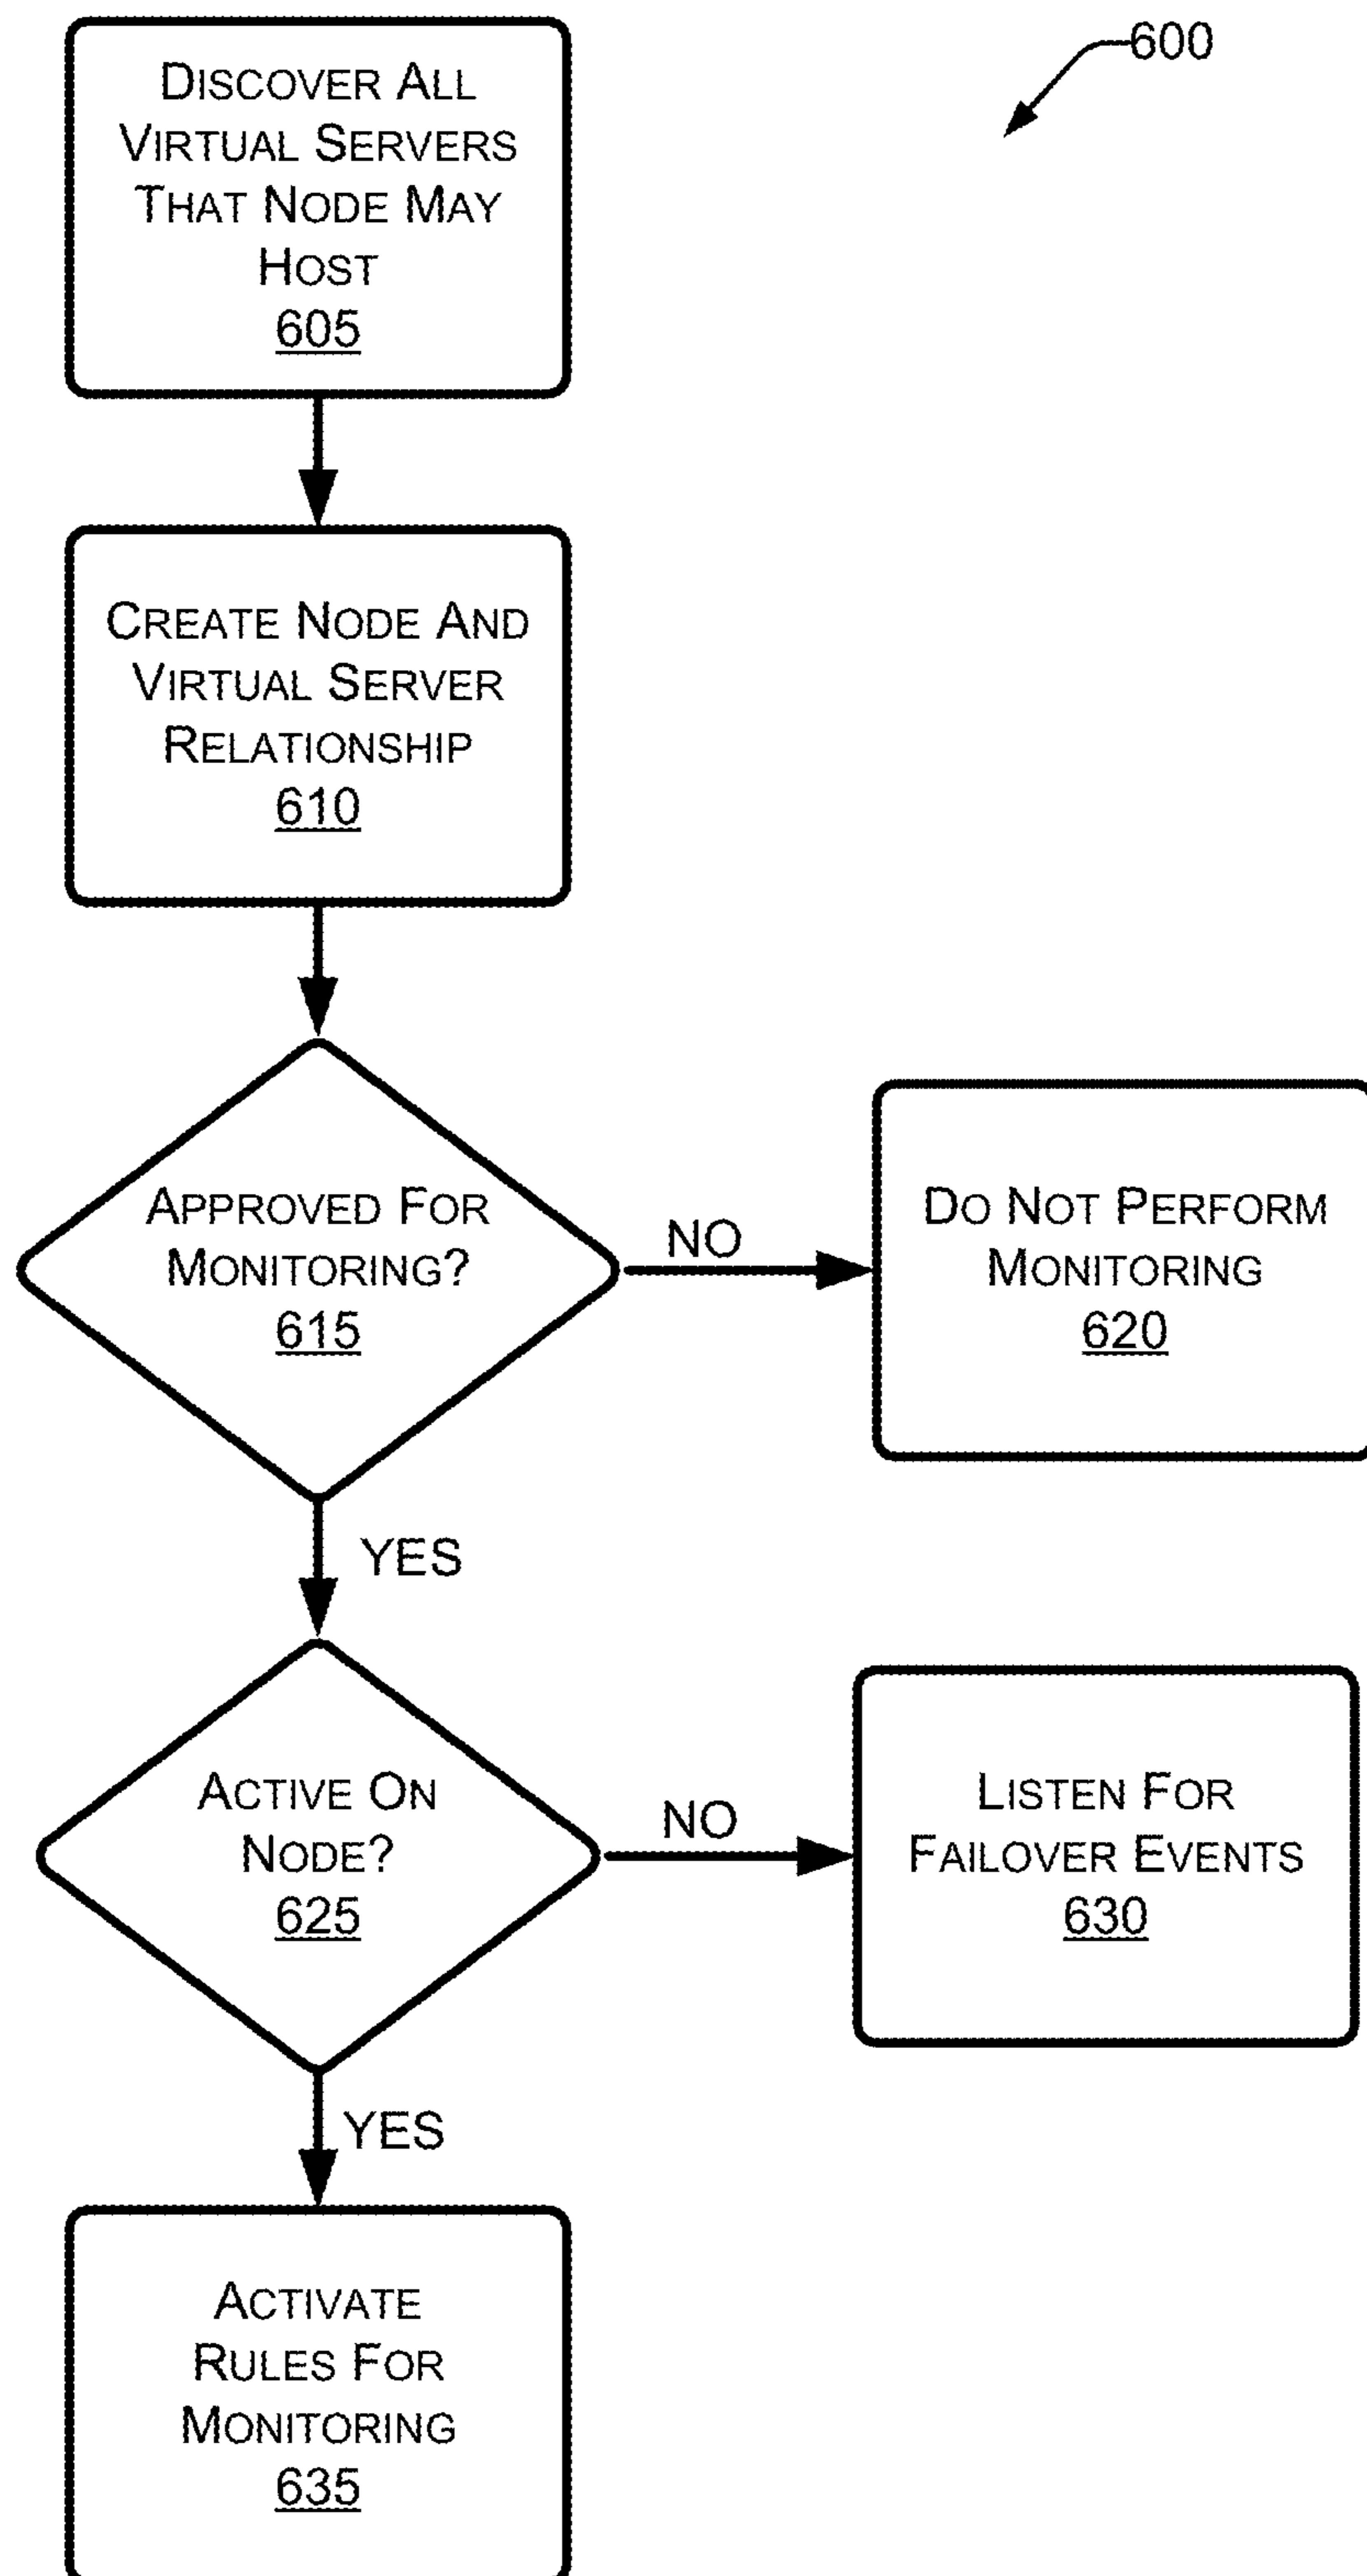 DISCOVER ALL
VIRTUAL SERVERS
THAT NODE MAY
HOST
605
600
CREATE NODE AND
VIRTUAL SERVER
RELATIONSHIP
610
APPROVED FOR
MONITORING?
615
NO
DO NOT PERFORM
MONITORING
620
YES
ACTIVE ON
NODE?
625
NO
LISTEN FOR
FAILOVER EVENTS
630
YES
ACTIVATE
RULES FOR
MONITORING
635